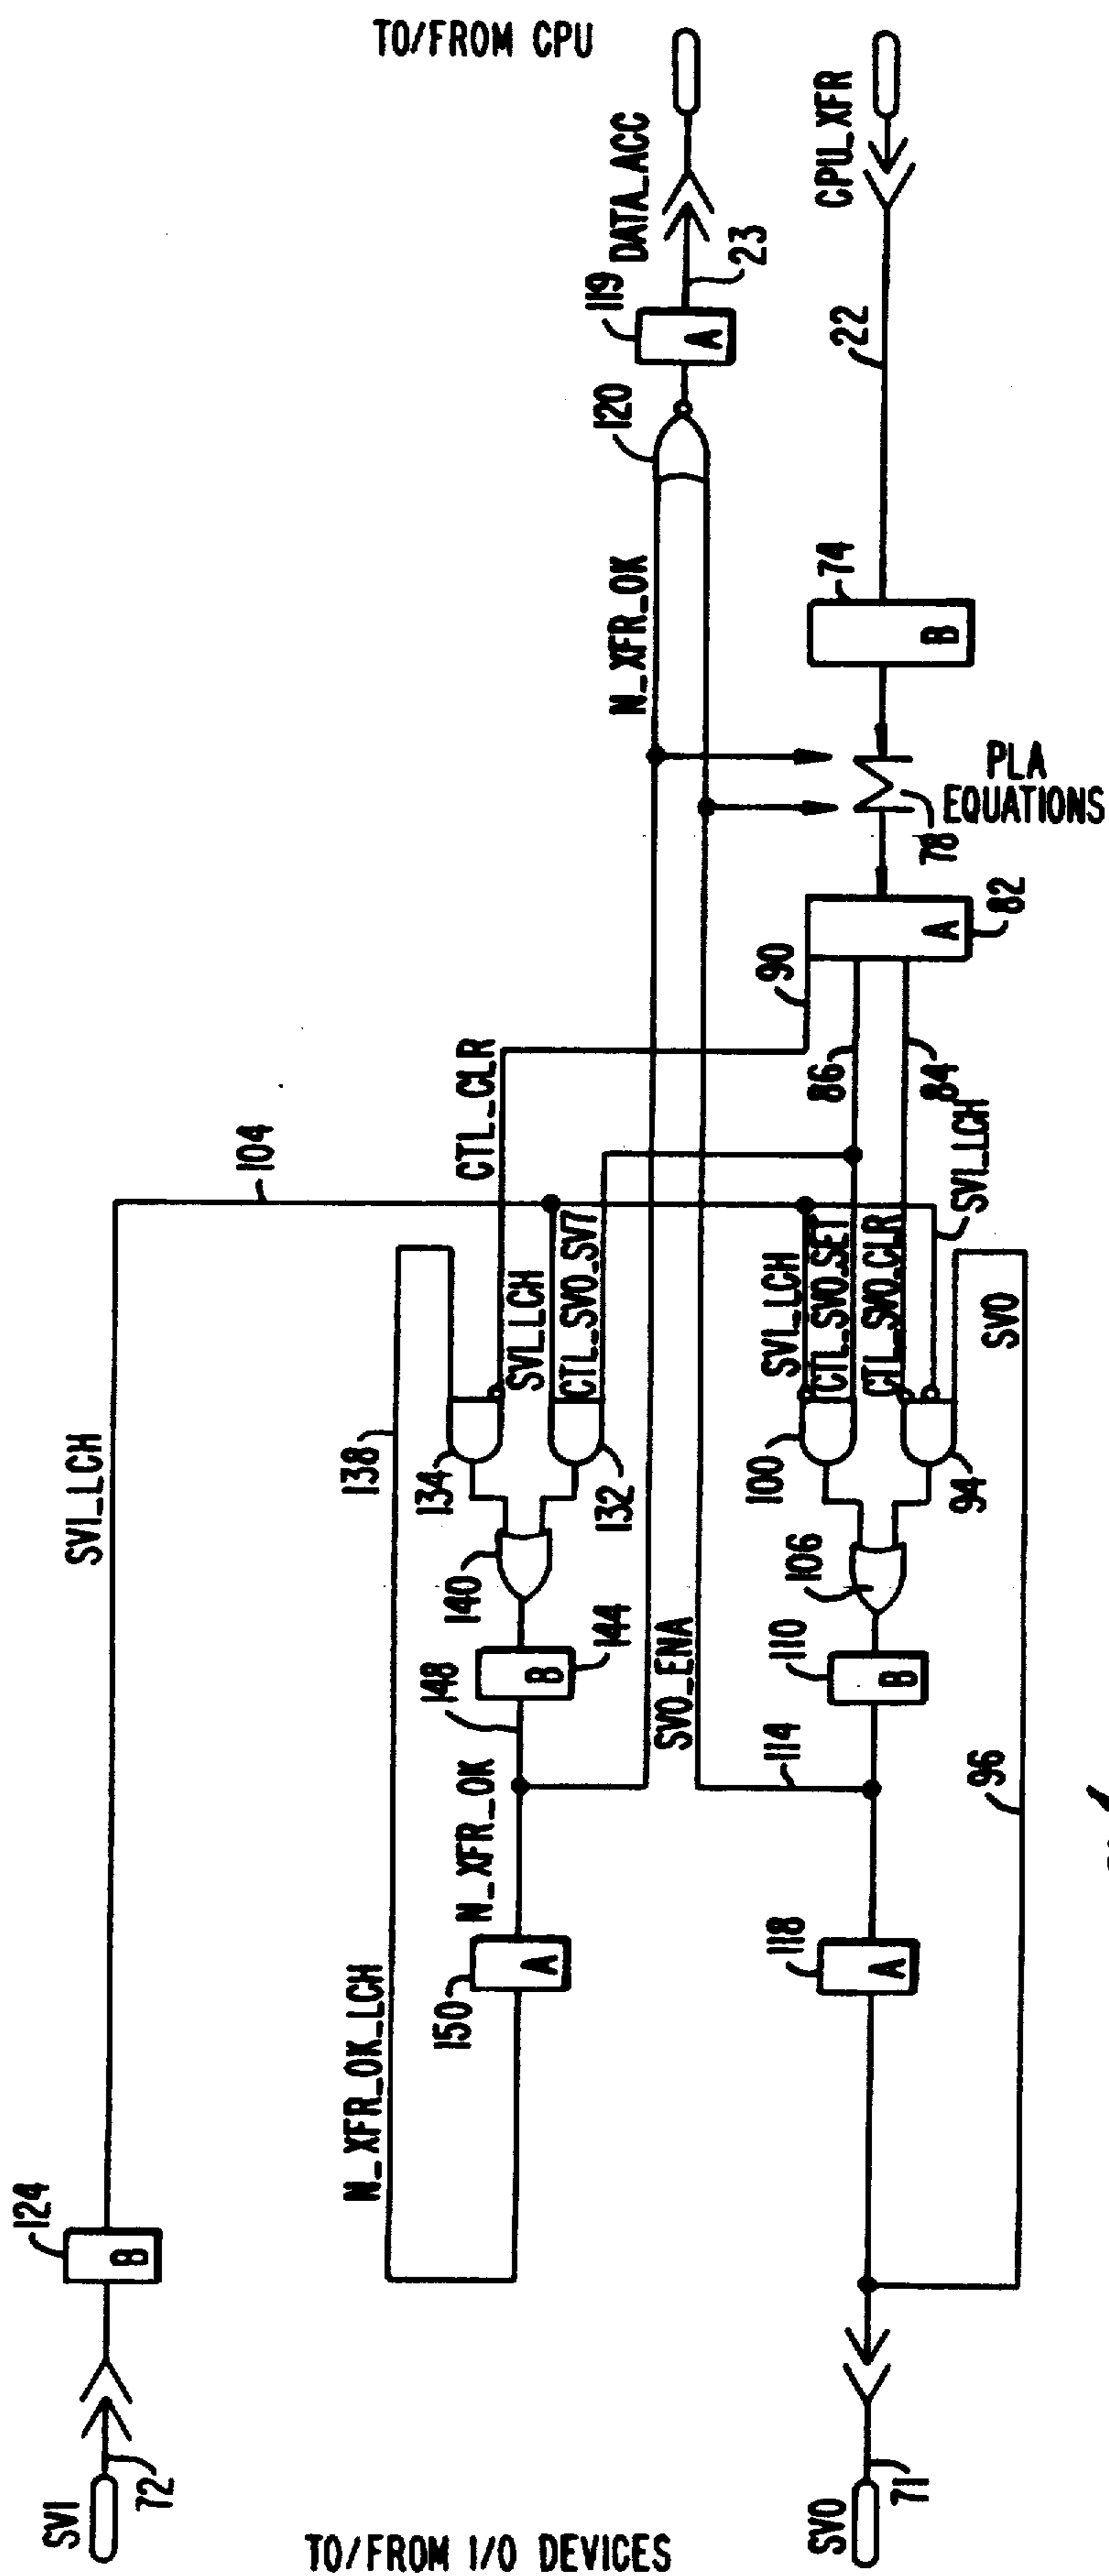 TO/FROM CPU
DATA_ACC
CPU_XFR
23
119
A
120
22
N_XFR_OK
74
B
PLA
EQUATIONS
78
82
A
90
86
84
CTL_CLR
104
SVI_LCH
SVI_LCH
CTL_SVO_SV7
SVI_LCH
CTL_SVO_SET
CTL_SVO_CLR
SVO
SVI_LCH
138
134
132
100
94
140
106
144
B
148
110
B
SVO_ENA
114
96
N_XFR_OK
150
A
118
A
N_XFR_OK_LCH
124
B
SVI
72
SVO
71
TO/FROM I/O DEVICES